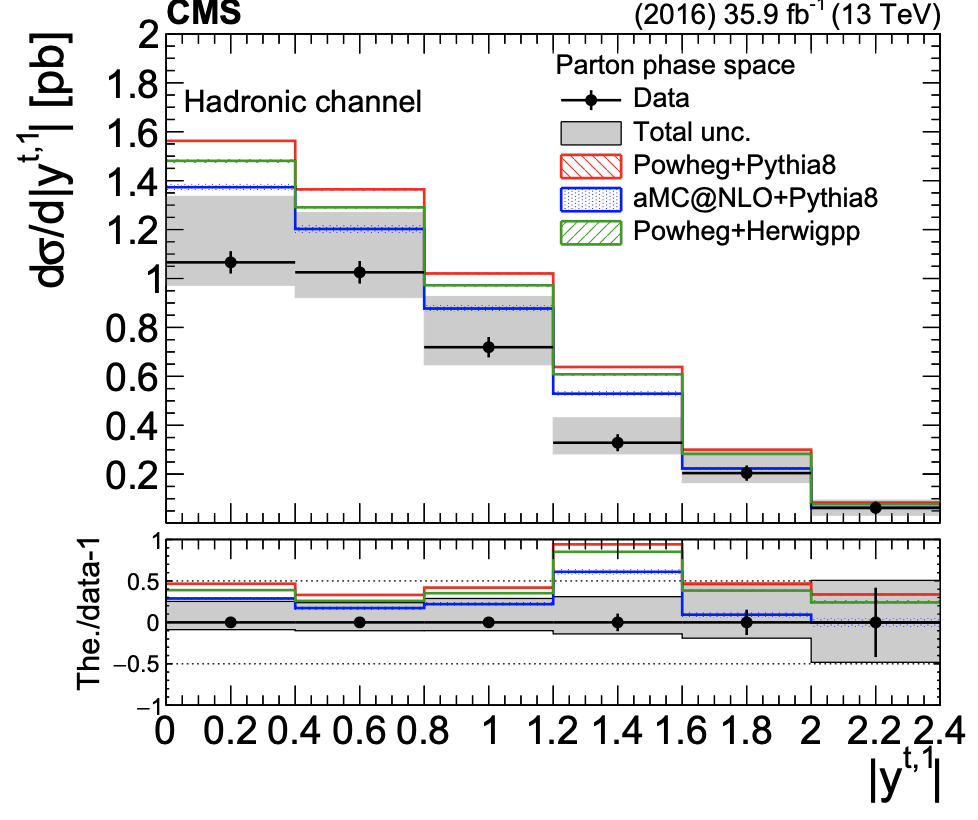 CMS (2016) 35.9 fb⁻¹ (13 TeV)
dσ/d|y^{t,1}| [pb]
2
1.8
1.6
1.4
1.2
1
0.8
0.6
0.4
0.2
Hadronic channel
Parton phase space
Data
Total unc.
Powheg+Pythia8
aMC@NLO+Pythia8
Powheg+Herwigpp
The./data-1
1
0.5
0
−0.5
−1
0 0.2 0.4 0.6 0.8 1 1.2 1.4 1.6 1.8 2 2.2 2.4
|y^{t,1}|